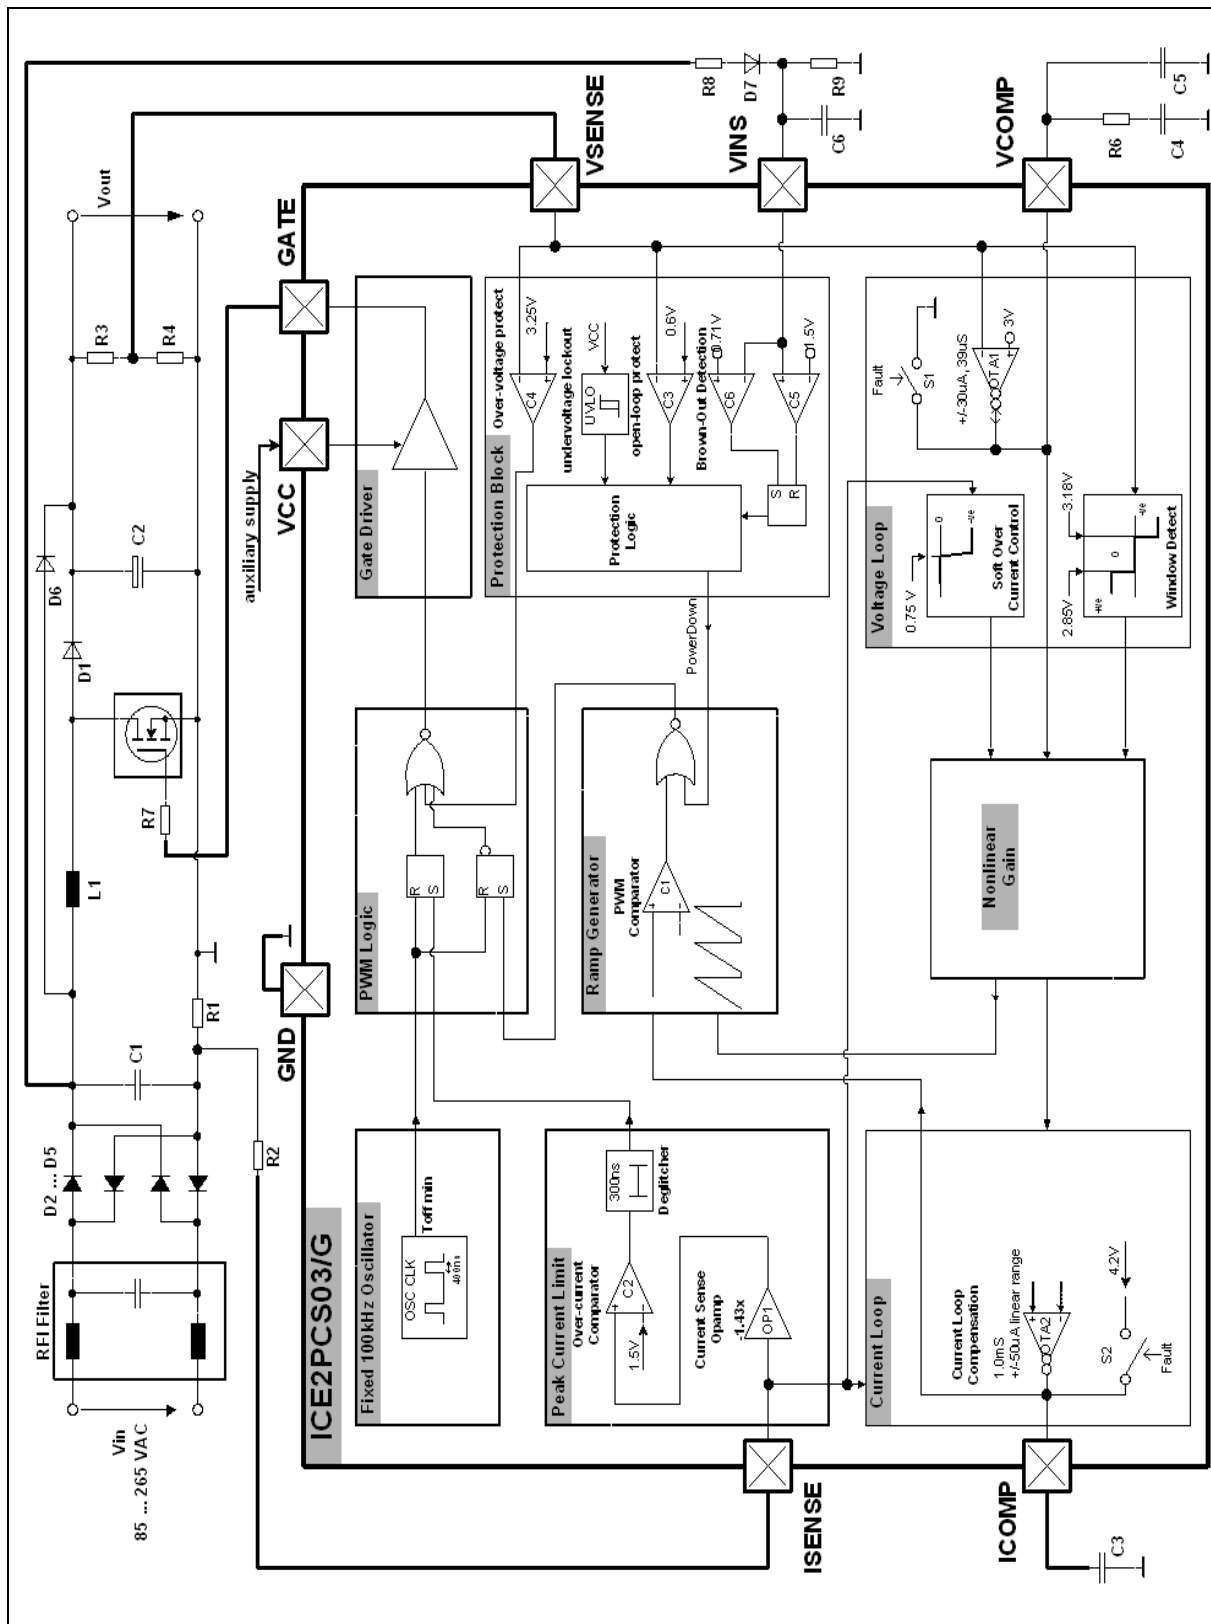 Vin
85 ... 265 VAC
RFI Filter
D2 ... D5
C1
R1
R2
L1
R7
D1
D6
C2
R3
R4
Vout
auxiliary supply
R8
D7
R9
C6
C5
R6
C4
C3
GND
VCC
GATE
VSENSE
VINS
VCOMP
ISENSE
ICOMP
ICE2PCS03/G
Fixed 100kHz Oscillator
OSC CLK
400ns
Toff min
PWM Logic
R
S
R
S
Gate Driver
Peak Current Limit
Over-current
Comparator
1.5V
+
C2
300ns
Deglitcher
Current Sense
Opamp
-1.43x
OP1
Ramp Generator
PWM
Comparator
C1
+
PowerDown
Protection Block
Over-voltage protect
C4
3.25V
undervoltage lockout
UVLO
VCC
open-loop protect
C3
0.6V
Brown-Out Detection
C6
0.71V
C5
1.5V
S
R
Protection
Logic
Current Loop
Current Loop
Compensation
1.0mS
+/-50uA linear range
OTA2
4.2V
S2
Fault
Nonlinear
Gain
Voltage Loop
0.75 V
0
-ve
Soft Over
Current Control
2.85V
3.18V
+ve
0
-ve
Window Detect
Fault
S1
+/-30uA, 39uS
OTA1
3V